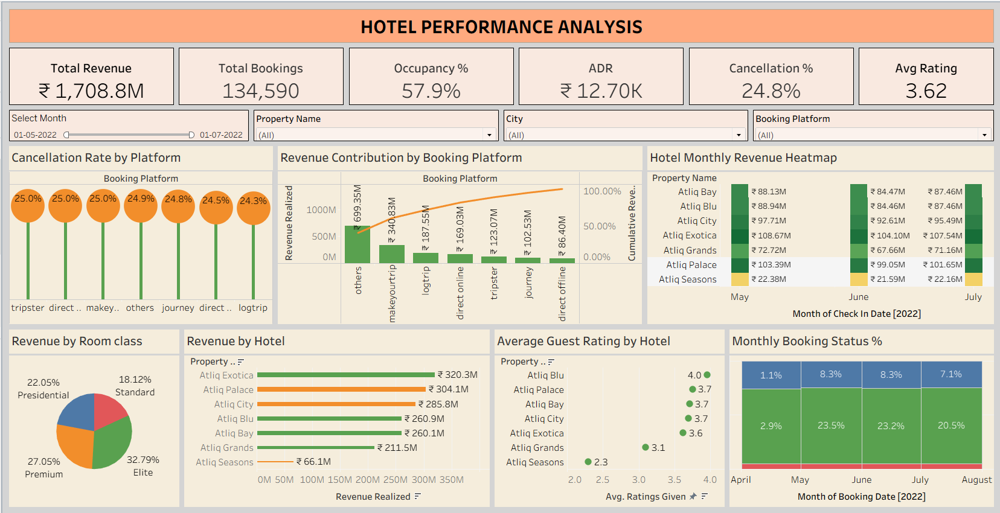 HOTEL PERFORMANCE ANALYSIS
Total Revenue
₹ 1,708.8M
Total Bookings
134,590
Occupancy %
57.9%
ADR
₹ 12.70K
Cancellation %
24.8%
Avg Rating
3.62
Select Month
01-05-2022 01-07-2022
Property Name
(All)
City
(All)
Booking Platform
(All)
Cancellation Rate by Platform
Booking Platform
25.0% 25.0% 25.0% 24.9% 24.8% 24.5% 24.3%
tripster direct .. makey.. others journey direct .. logtrip
Revenue Contribution by Booking Platform
Booking Platform
Revenue Realized
1000M
500M
0M
₹ 699.35M
₹ 340.83M
₹ 187.55M
₹ 169.03M
₹ 123.07M
₹ 102.53M
₹ 86.40M
100.00%
50.00%
0.00%
Cumulative Reve..
others
makeyourtrip
logtrip
direct online
tripster
journey
direct offline
Hotel Monthly Revenue Heatmap
Property Name
Atliq Bay ₹ 88.13M ₹ 84.47M ₹ 87.46M
Atliq Blu ₹ 88.94M ₹ 84.46M ₹ 87.46M
Atliq City ₹ 97.71M ₹ 92.61M ₹ 95.49M
Atliq Exotica ₹ 108.67M ₹ 104.10M ₹ 107.54M
Atliq Grands ₹ 72.72M ₹ 67.66M ₹ 71.16M
Atliq Palace ₹ 103.39M ₹ 99.05M ₹ 101.65M
Atliq Seasons ₹ 22.38M ₹ 21.59M ₹ 22.16M
May June July
Month of Check In Date [2022]
Revenue by Room class
22.05%
Presidential
18.12%
Standard
27.05%
Premium
32.79%
Elite
Revenue by Hotel
Property ..
Atliq Exotica ₹ 320.3M
Atliq Palace ₹ 304.1M
Atliq City ₹ 285.8M
Atliq Blu ₹ 260.9M
Atliq Bay ₹ 260.1M
Atliq Grands ₹ 211.5M
Atliq Seasons ₹ 66.1M
0M 50M 100M 150M 200M 250M 300M 350M
Revenue Realized
Average Guest Rating by Hotel
Property ..
Atliq Blu 4.0
Atliq Palace 3.7
Atliq Bay 3.7
Atliq City 3.7
Atliq Exotica 3.6
Atliq Grands 3.1
Atliq Seasons 2.3
2.0 2.5 3.0 3.5 4.0
Avg. Ratings Given
Monthly Booking Status %
1.1% 8.3% 8.3% 7.1%
2.9% 23.5% 23.2% 20.5%
April May June July August
Month of Booking Date [2022]